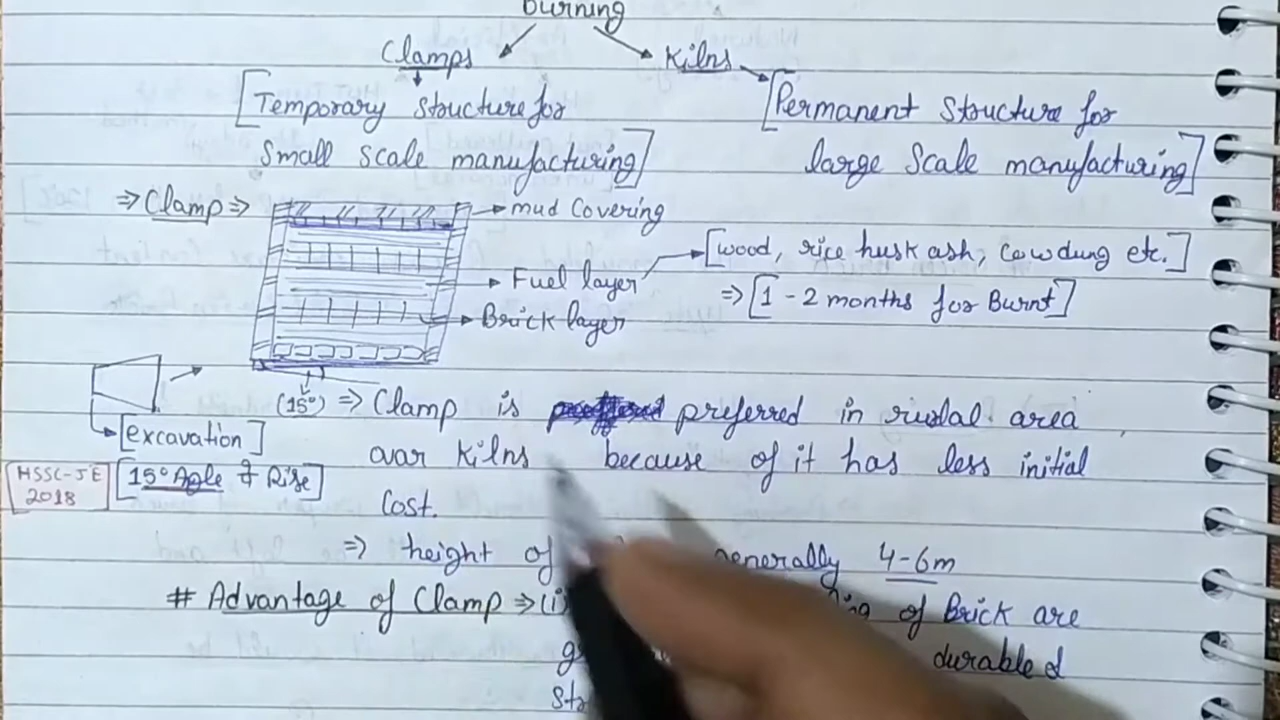 Burning
Clamps Kilns
[Temporary Structure for
Small Scale manufacturing]
[Permanent Structure for
large Scale manufacturing]
⇒ Clamp ⇒
→ mud Covering
→ Fuel layer → [wood, rice husk ash, Cowdung etc.]
⇒ [1 - 2 months for Burnt]
→ Brick layer
(15°)
[excavation]
[15° Agle of Rise]
HSSC-JE
2018
⇒ Clamp is preferred in rural area
avar Kilns because of it has less initial
Cost.
⇒ height of generally 4-6m
# Advantage of Clamp ⇒ (i) of Brick are
durable d